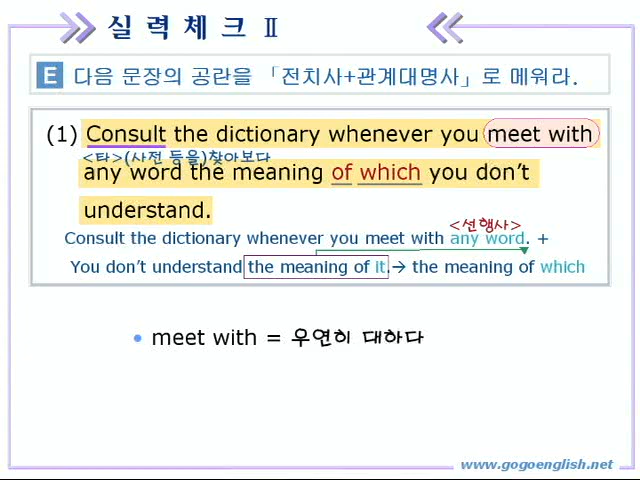 실력체크 Ⅱ
E 다음 문장의 공란을 「전치사+관계대명사」로 메워라.
(1) Consult the dictionary whenever you meet with
<타>(사전 등을)찾아보다
any word the meaning of which you don't
understand.
<선행사>
Consult the dictionary whenever you meet with any word. +
You don't understand the meaning of it.→ the meaning of which
• meet with = 우연히 대하다
www.gogoenglish.net